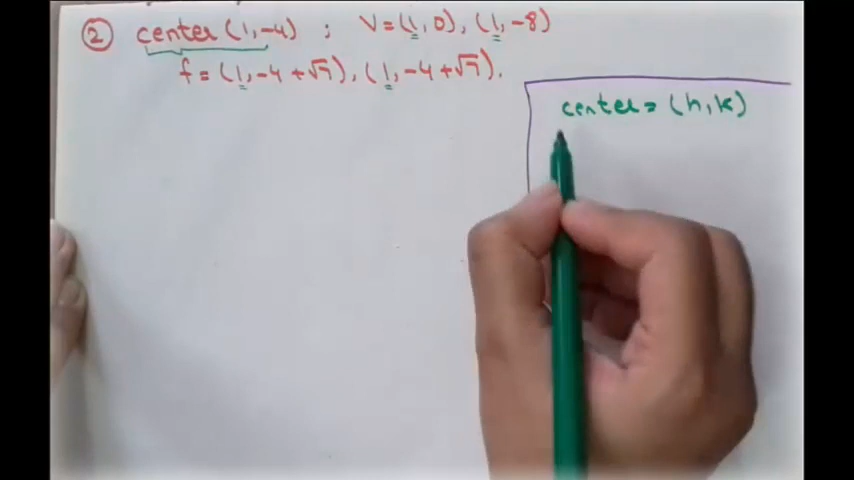 ② center (1,-4) ; V = (1,0), (1,-8)
f = (1,-4+√7), (1,-4+√7).
center = (h,k)